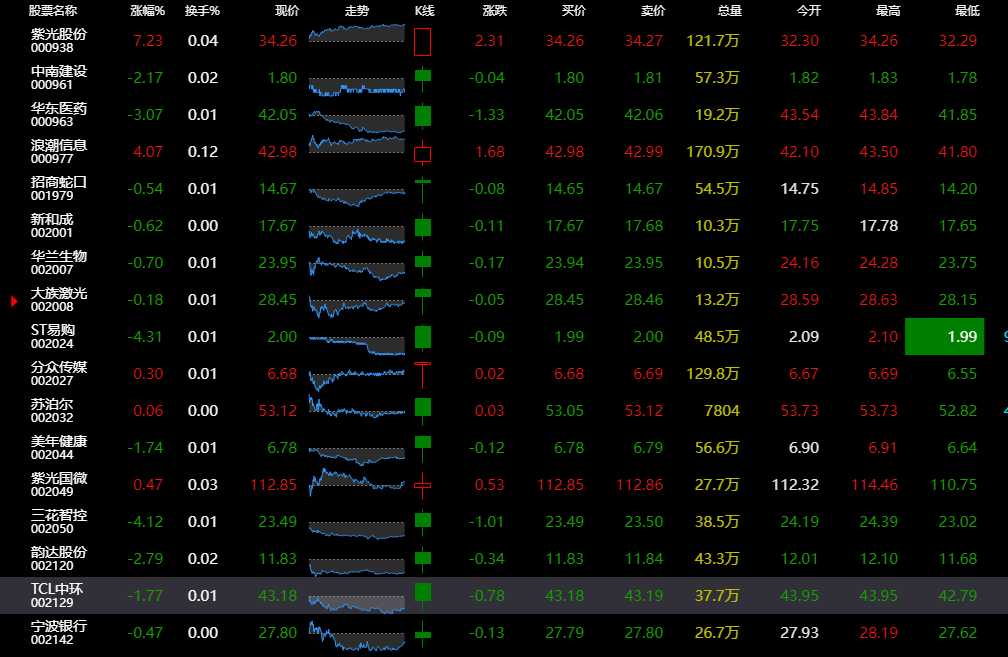 股票名称 涨幅% 换手% 现价 走势 K线 涨跌 买价 卖价 总量 今开 最高 最低
紫光股份 7.23 0.04 34.26 2.31 34.26 34.27 121.7万 32.30 34.26 32.29
000938
中南建设 -2.17 0.02 1.80 -0.04 1.80 1.81 57.3万 1.82 1.83 1.78
000961
华东医药 -3.07 0.01 42.05 -1.33 42.05 42.06 19.2万 43.54 43.84 41.85
000963
浪潮信息 4.07 0.12 42.98 1.68 42.98 42.99 170.9万 42.10 43.50 41.80
000977
招商蛇口 -0.54 0.01 14.67 -0.08 14.65 14.67 54.5万 14.75 14.85 14.20
001979
新和成 -0.62 0.00 17.67 -0.11 17.67 17.68 10.3万 17.75 17.78 17.65
002001
华兰生物 -0.70 0.01 23.95 -0.17 23.94 23.95 10.5万 24.16 24.28 23.75
002007
大族激光 -0.18 0.01 28.45 -0.05 28.45 28.46 13.2万 28.59 28.63 28.15
002008
ST易购 -4.31 0.01 2.00 -0.09 1.99 2.00 48.5万 2.09 2.10 1.99
002024
分众传媒 0.30 0.01 6.68 0.02 6.68 6.69 129.8万 6.67 6.69 6.55
002027
苏泊尔 0.06 0.00 53.12 0.03 53.05 53.12 7804 53.73 53.73 52.82
002032
美年健康 -1.74 0.01 6.78 -0.12 6.78 6.79 56.6万 6.90 6.91 6.64
002044
紫光国微 0.47 0.03 112.85 0.53 112.85 112.86 27.7万 112.32 114.46 110.75
002049
三花智控 -4.12 0.01 23.49 -1.01 23.49 23.50 38.5万 24.19 24.39 23.02
002050
韵达股份 -2.79 0.02 11.83 -0.34 11.83 11.84 43.3万 12.01 12.10 11.68
002120
TCL中环 -1.77 0.01 43.18 -0.78 43.18 43.19 37.7万 43.95 43.95 42.79
002129
宁波银行 -0.47 0.00 27.80 -0.13 27.79 27.80 26.7万 27.93 28.19 27.62
002142